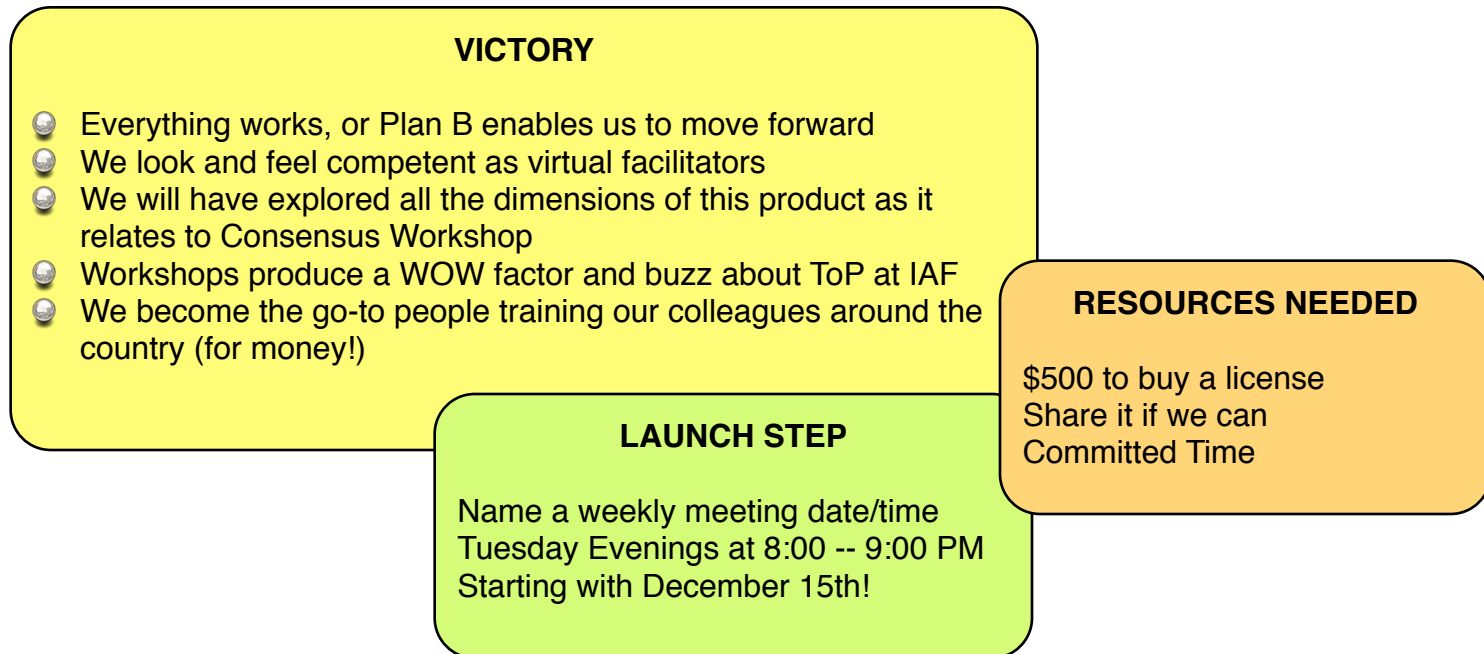 VICTORY
Everything works, or Plan B enables us to move forward
We look and feel competent as virtual facilitators
We will have explored all the dimensions of this product as it
relates to Consensus Workshop
Workshops produce a WOW factor and buzz about ToP at IAF
We become the go-to people training our colleagues around the
country (for money!)
RESOURCES NEEDED
$500 to buy a license
Share it if we can
Committed Time
LAUNCH STEP
Name a weekly meeting date/time
Tuesday Evenings at 8:00 -- 9:00 PM
Starting with December 15th!